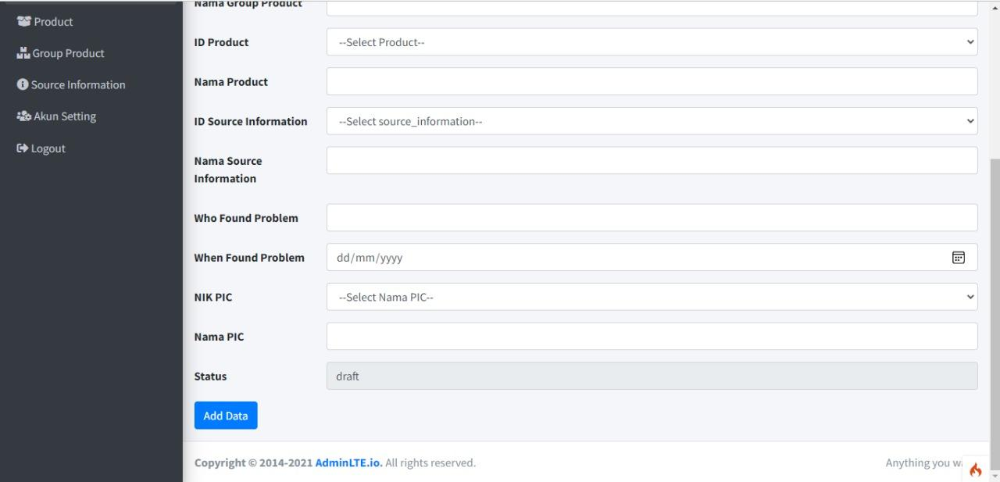 Product
Group Product
Source Information
Akun Setting
Logout
Nama Group Product
ID Product
--Select Product--
Nama Product
ID Source Information
--Select source_information--
Nama Source
Information
Who Found Problem
When Found Problem
dd/mm/yyyy
NIK PIC
--Select Nama PIC--
Nama PIC
Status
draft
Add Data
Copyright © 2014-2021 AdminLTE.io. All rights reserved.
Anything you